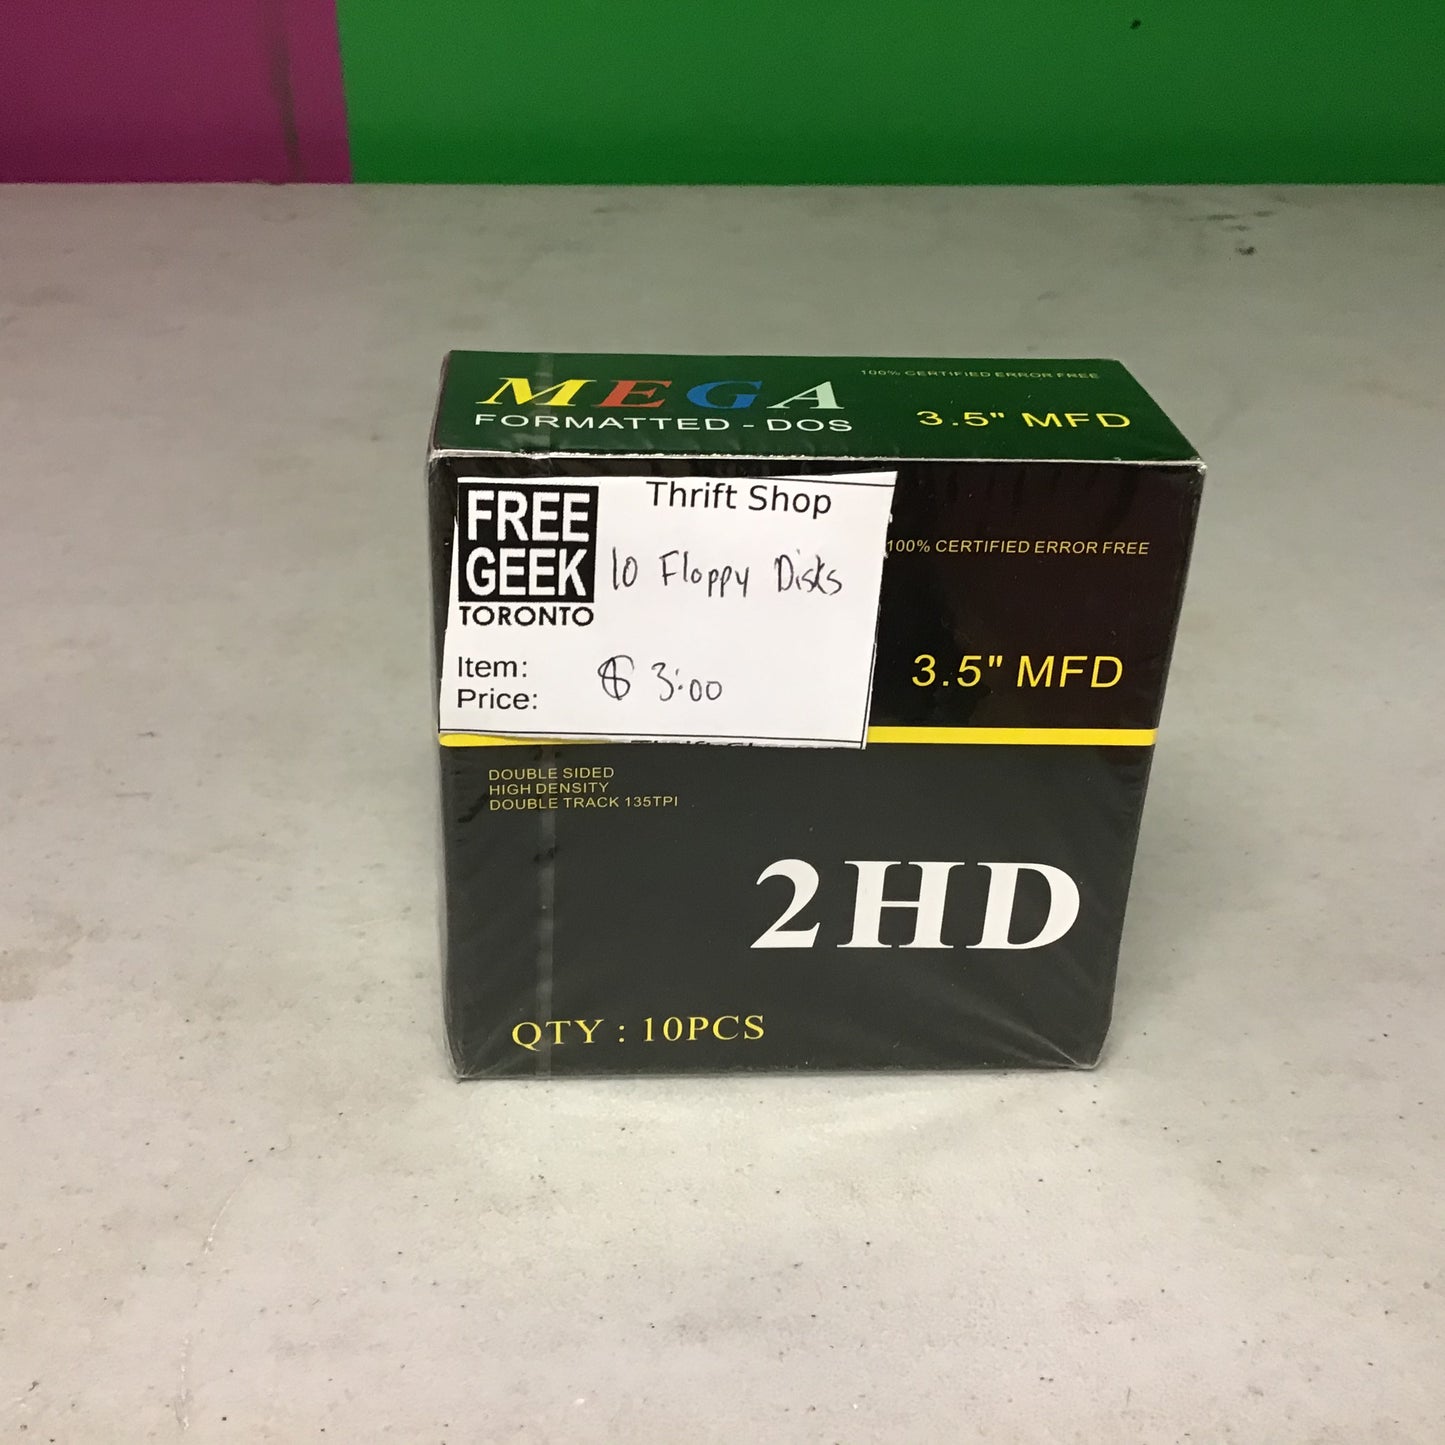 MEGA
FORMATTED - DOS
100% CERTIFIED ERROR FREE
3.5" MFD
FREE
GEEK
TORONTO
Thrift Shop
10 Floppy Disks
Item:
Price:
$ 3.00
100% CERTIFIED ERROR FREE
3.5" MFD
DOUBLE SIDED
HIGH DENSITY
DOUBLE TRACK 135TPI
2HD
QTY : 10PCS